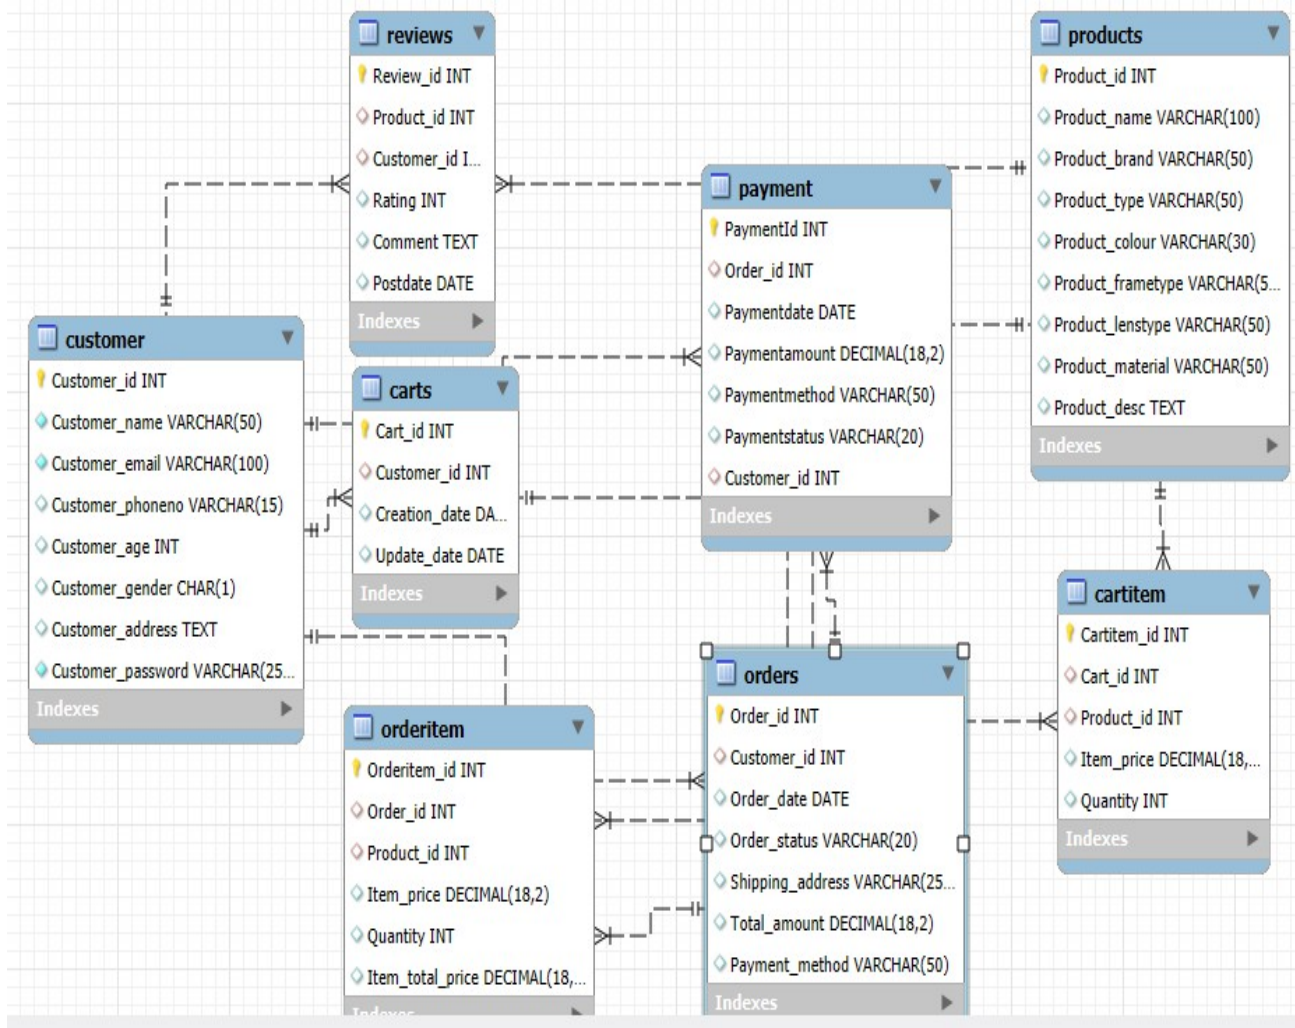 reviews
Review_id INT
Product_id INT
Customer_id I...
Rating INT
Comment TEXT
Postdate DATE
Indexes
products
Product_id INT
Product_name VARCHAR(100)
Product_brand VARCHAR(50)
Product_type VARCHAR(50)
Product_colour VARCHAR(30)
Product_frametype VARCHAR(5...
Product_lenstype VARCHAR(50)
Product_material VARCHAR(50)
Product_desc TEXT
Indexes
payment
PaymentId INT
Order_id INT
Paymentdate DATE
Paymentamount DECIMAL(18,2)
Paymentmethod VARCHAR(50)
Paymentstatus VARCHAR(20)
Customer_id INT
Indexes
customer
Customer_id INT
Customer_name VARCHAR(50)
Customer_email VARCHAR(100)
Customer_phoneno VARCHAR(15)
Customer_age INT
Customer_gender CHAR(1)
Customer_address TEXT
Customer_password VARCHAR(25...
Indexes
carts
Cart_id INT
Customer_id INT
Creation_date DA...
Update_date DATE
Indexes
cartitem
Cartitem_id INT
Cart_id INT
Product_id INT
Item_price DECIMAL(18,...
Quantity INT
Indexes
orders
Order_id INT
Customer_id INT
Order_date DATE
Order_status VARCHAR(20)
Shipping_address VARCHAR(25...
Total_amount DECIMAL(18,2)
Payment_method VARCHAR(50)
Indexes
orderitem
Orderitem_id INT
Order_id INT
Product_id INT
Item_price DECIMAL(18,2)
Quantity INT
Item_total_price DECIMAL(18,...
Indexes